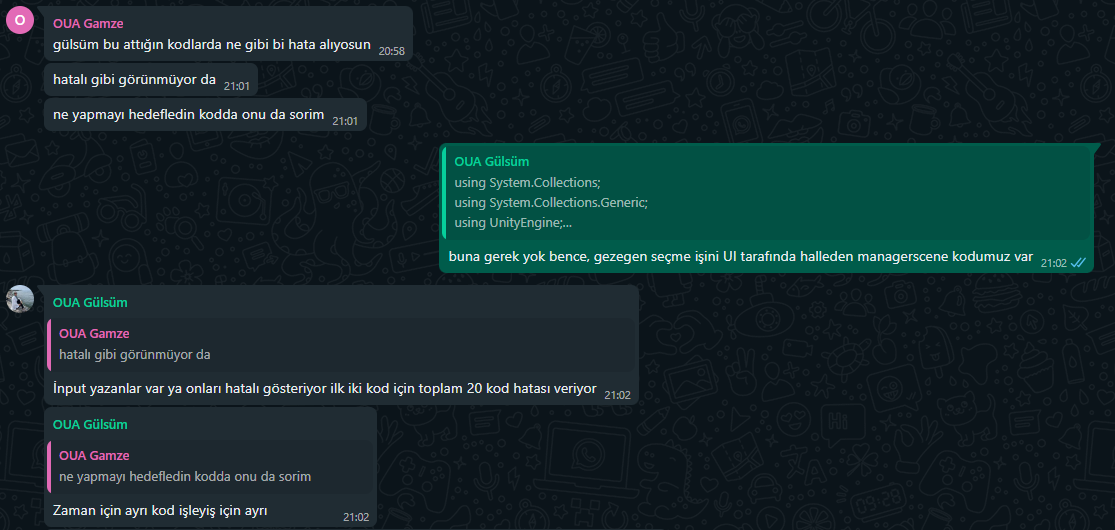 O
OUA Gamze
gülsüm bu attığın kodlarda ne gibi bi hata alıyosun 20:58
hatalı gibi görünmüyor da 21:01
ne yapmayı hedefledin kodda onu da sorim 21:01
OUA Gülsüm
using System.Collections;
using System.Collections.Generic;
using UnityEngine;...
buna gerek yok bence, gezegen seçme işini UI tarafında halleden managerscene kodumuz var 21:02
OUA Gülsüm
OUA Gamze
hatalı gibi görünmüyor da
İnput yazanlar var ya onları hatalı gösteriyor ilk iki kod için toplam 20 kod hatası veriyor 21:02
OUA Gülsüm
OUA Gamze
ne yapmayı hedefledin kodda onu da sorim
Zaman için ayrı kod işleyiş için ayrı 21:02